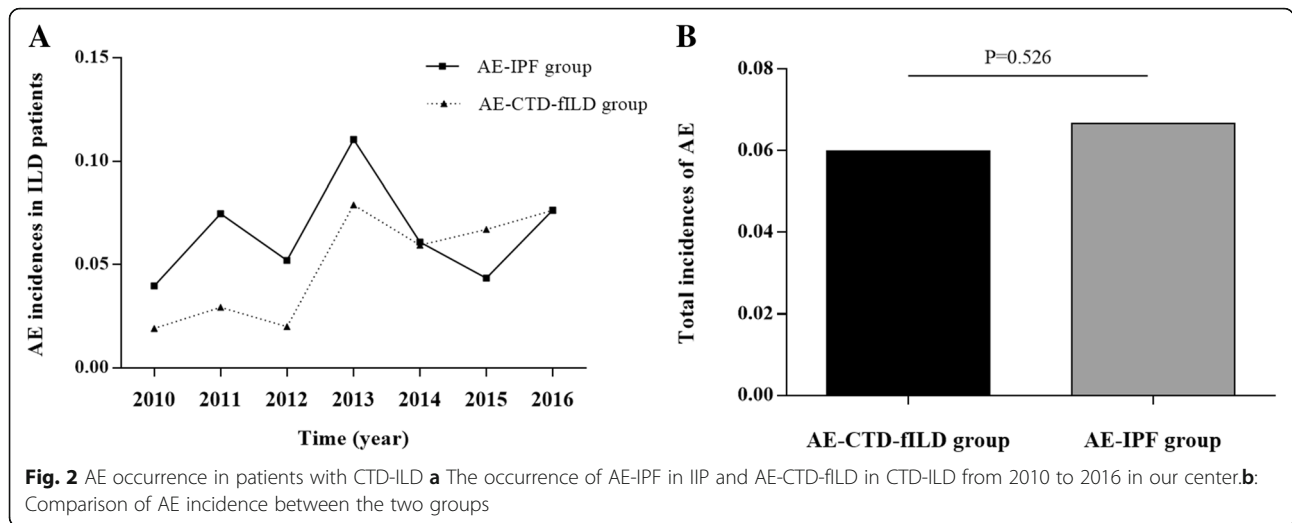 A
AE incidences in ILD patients
0.15
0.10
0.05
0.00
AE-IPF group
AE-CTD-fILD group
2010 2011 2012 2013 2014 2015 2016
Time (year)
B
P=0.526
Total incidences of AE
0.08
0.06
0.04
0.02
0.00
AE-CTD-fILD group AE-IPF group
Fig. 2 AE occurrence in patients with CTD-ILD a The occurrence of AE-IPF in IIP and AE-CTD-fILD in CTD-ILD from 2010 to 2016 in our center.b:
Comparison of AE incidence between the two groups